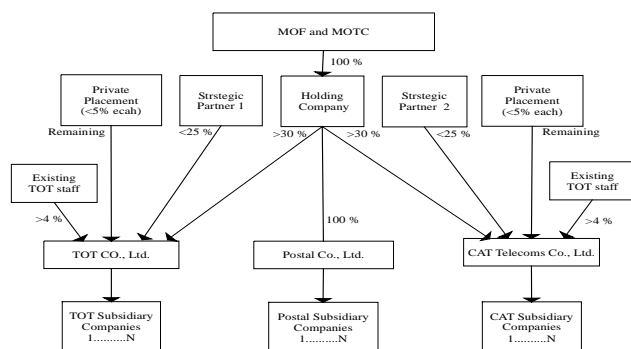 MOF and MOTC
100 %
Private
Placement
(<5% ecah)
Strstegic
Partner 1
Holding
Company
Strstegic
Partner 2
Private
Placement
(<5% each)
Remaining
<25 %
>30 %
>30 %
<25 %
Remaining
Existing
TOT staff
Existing
TOT staff
>4 %
100 %
>4 %
TOT CO., Ltd.
Postal Co., Ltd.
CAT Telecoms Co., Ltd.
TOT Subsidiary
Companies
1..........N
Postal Subsidiary
Companies
1..........N
CAT Subsidiary
Companies
1..........N